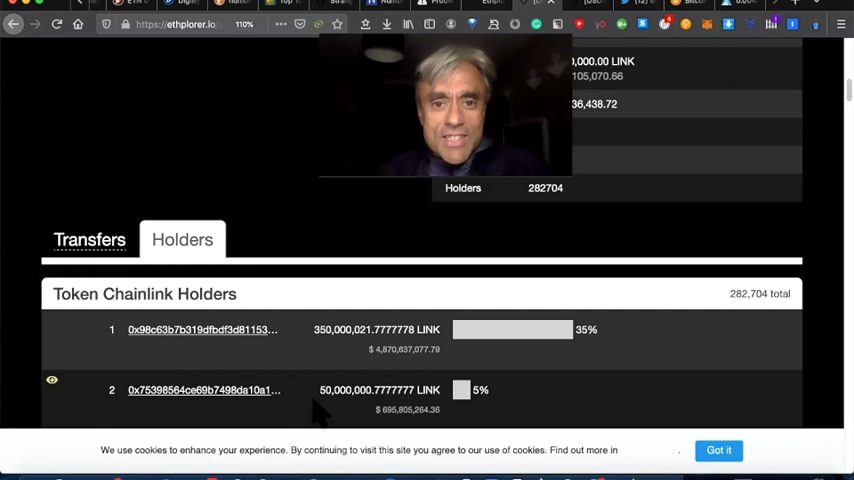 https://ethplorer.io
110%
0,000.00 LINK
105,070.66
36,438.72
Holders 282704
Transfers Holders
Token Chainlink Holders 282,704 total
1 0x98c63b7b319dfbdf3d81153... 350,000,021.7777778 LINK 35%
$ 4,870,637,077.79
2 0x75398564ce69b7498da10a1... 50,000,000.7777777 LINK 5%
$ 695,805,264.36
We use cookies to enhance your experience. By continuing to visit this site you agree to our use of cookies. Find out more in .
Got it